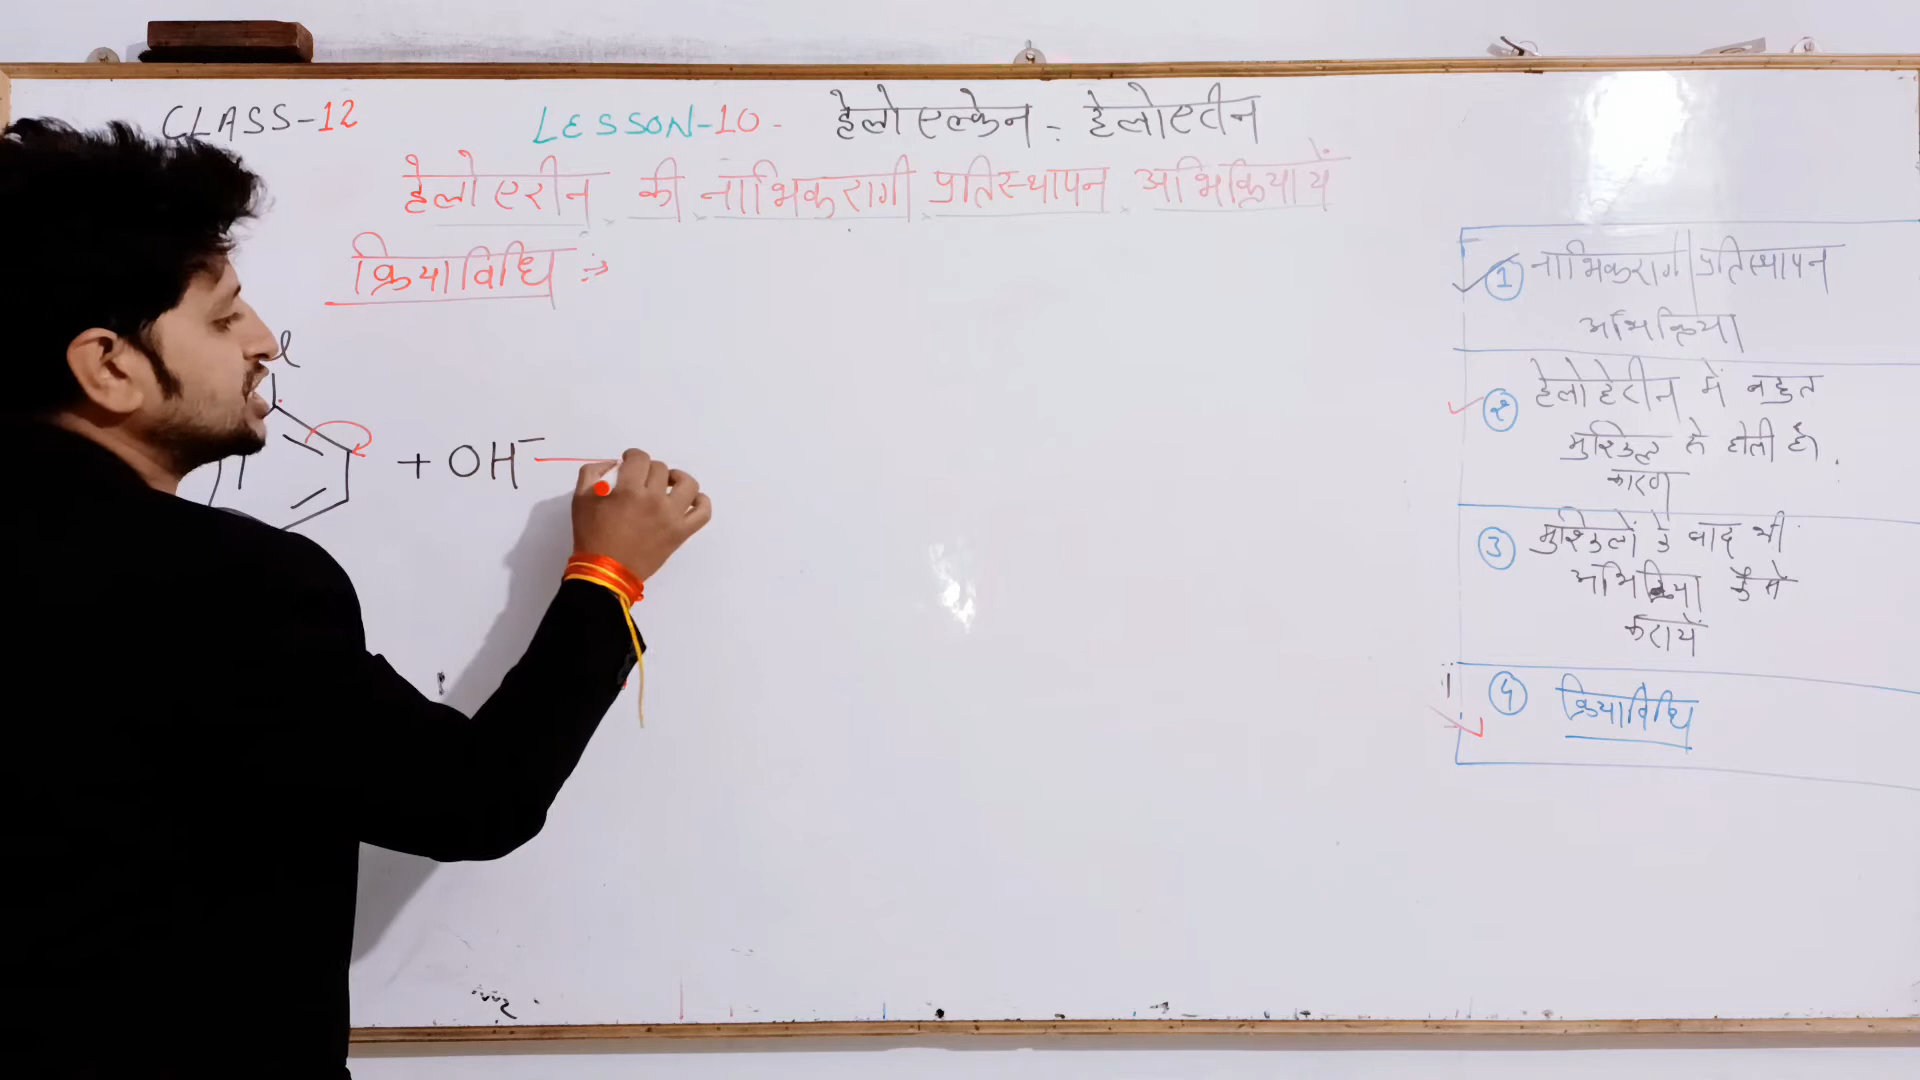 CLASS-12 LESSON-10- हैलोएल्केन - हैलोएरीन
हैलोएरीन की नाभिकरागी प्रतिस्थापन अभिक्रियायें
क्रियाविधि ⇒
+ OH⁻
① नाभिकरागी प्रतिस्थापन
अभिक्रिया
② में बहुत
से होती है।
कारण
③ के बाद भी
अभिक्रिया कैसे
करायें
④ क्रियाविधि